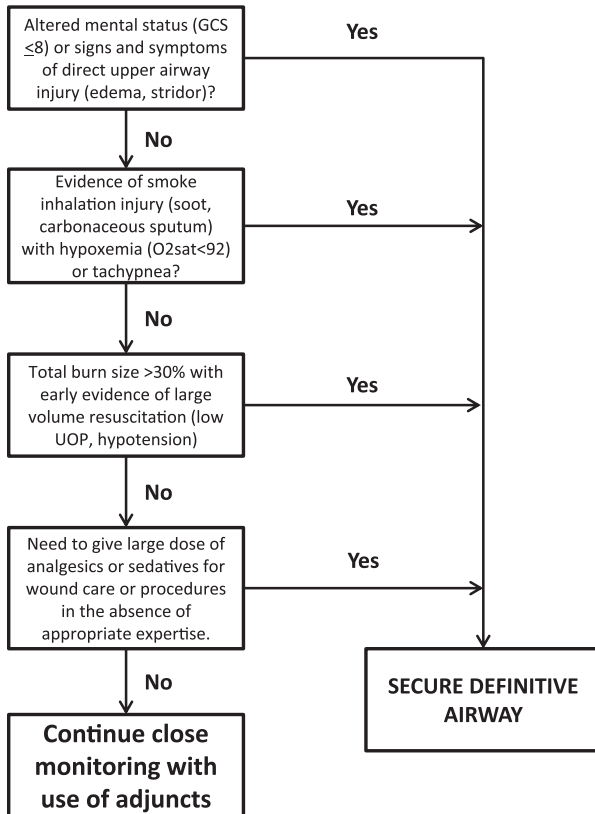 Altered mental status (GCS
≤8) or signs and symptoms
of direct upper airway
injury (edema, stridor)?
Yes
No
Evidence of smoke
inhalation injury (soot,
carbonaceous sputum)
with hypoxemia (O2sat<92)
or tachypnea?
Yes
No
Total burn size >30% with
early evidence of large
volume resuscitation (low
UOP, hypotension)
Yes
No
Need to give large dose of
analgesics or sedatives for
wound care or procedures
in the absence of
appropriate expertise.
Yes
No
SECURE DEFINITIVE
AIRWAY
Continue close
monitoring with
use of adjuncts